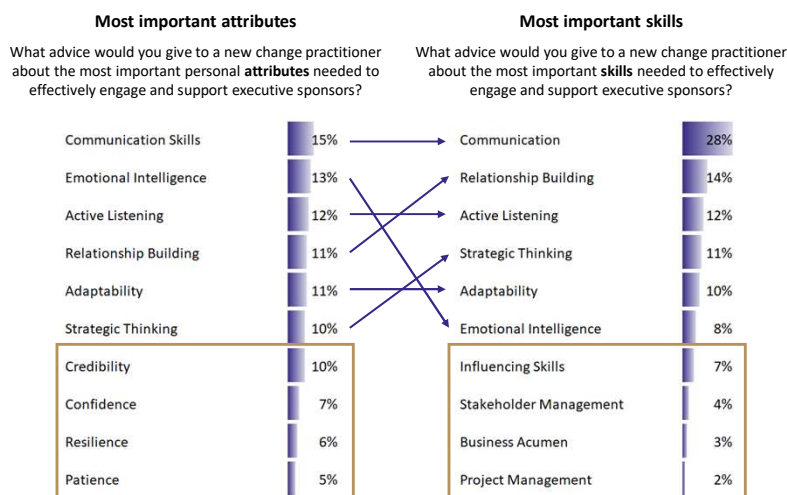 Most important attributes
What advice would you give to a new change practitioner
about the most important personal attributes needed to
effectively engage and support executive sponsors?
Communication Skills 15%
Emotional Intelligence 13%
Active Listening 12%
Relationship Building 11%
Adaptability 11%
Strategic Thinking 10%
Credibility 10%
Confidence 7%
Resilience 6%
Patience 5%
Most important skills
What advice would you give to a new change practitioner
about the most important skills needed to effectively
engage and support executive sponsors?
Communication 28%
Relationship Building 14%
Active Listening 12%
Strategic Thinking 11%
Adaptability 10%
Emotional Intelligence 8%
Influencing Skills 7%
Stakeholder Management 4%
Business Acumen 3%
Project Management 2%